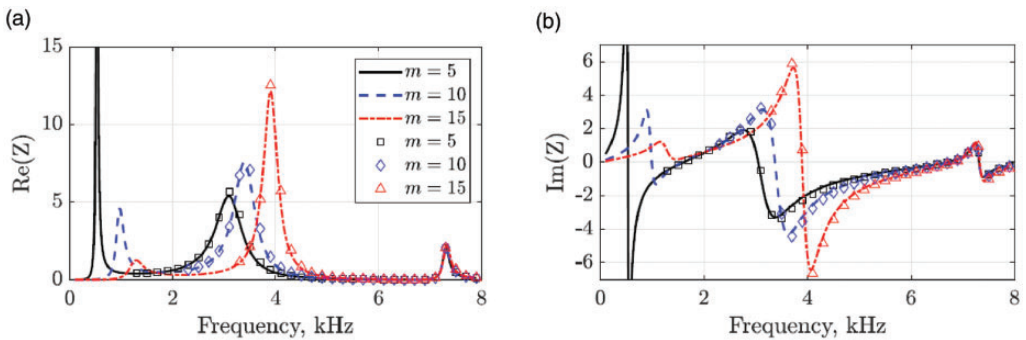 (a)
15
10
5
0
Re(Z)
0
2
4
6
8
Frequency, kHz
m = 5
m = 10
m = 15
m = 5
m = 10
m = 15
(b)
6
4
2
0
-2
-4
-6
Im(Z)
0
2
4
6
8
Frequency, kHz